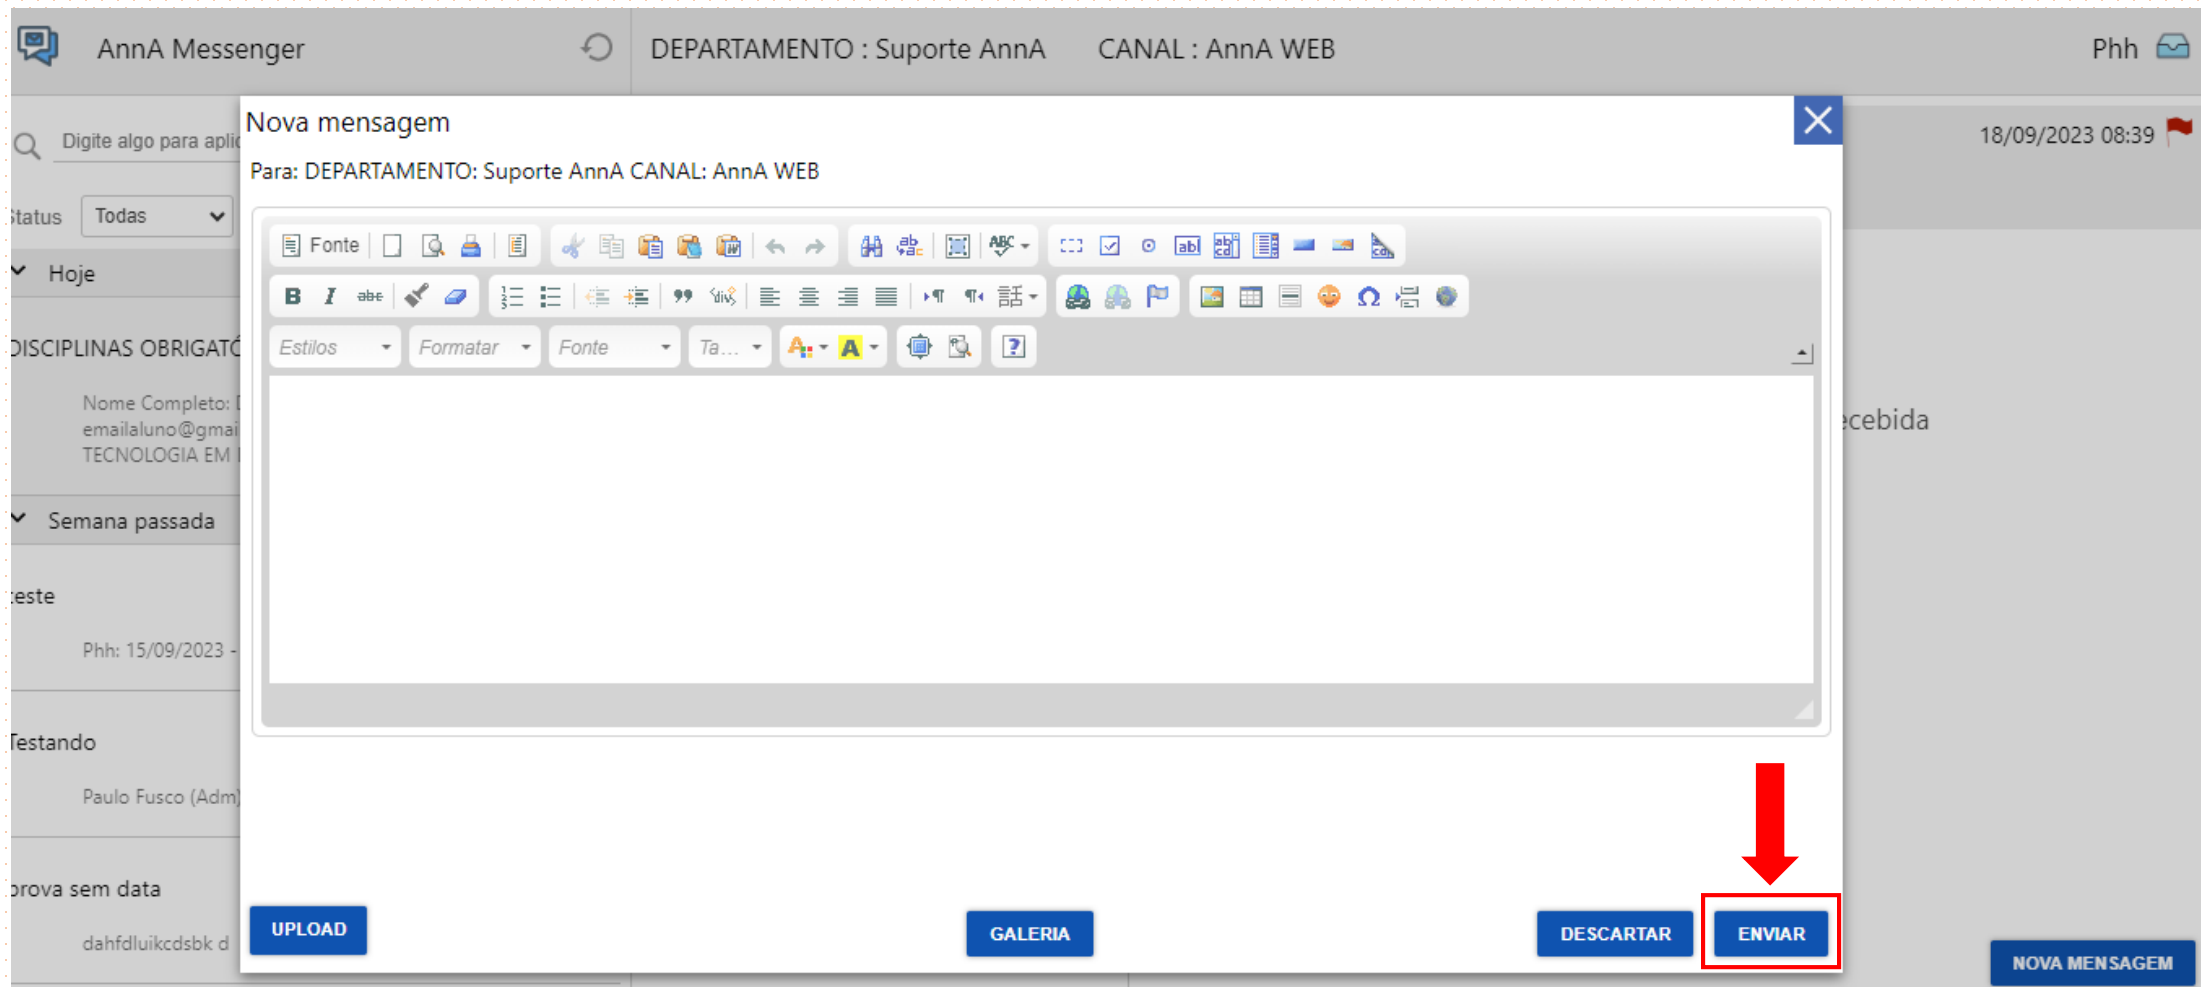 AnnA Messenger
DEPARTAMENTO : Suporte AnnA CANAL : AnnA WEB
Phh
Digite algo para aplic
Status Todas
Hoje
DISCIPLINAS OBRIGATÓ
Nome Completo:
emailaluno@gmai
TECNOLOGIA EM
Semana passada
teste
Phh: 15/09/2023 -
Testando
Paulo Fusco (Adm)
prova sem data
dahfdluikcdsbk d
Nova mensagem
Para: DEPARTAMENTO: Suporte AnnA CANAL: AnnA WEB
Fonte
Estilos Formatar Fonte Ta...
UPLOAD GALERIA DESCARTAR ENVIAR
18/09/2023 08:39
ecebida
NOVA MENSAGEM